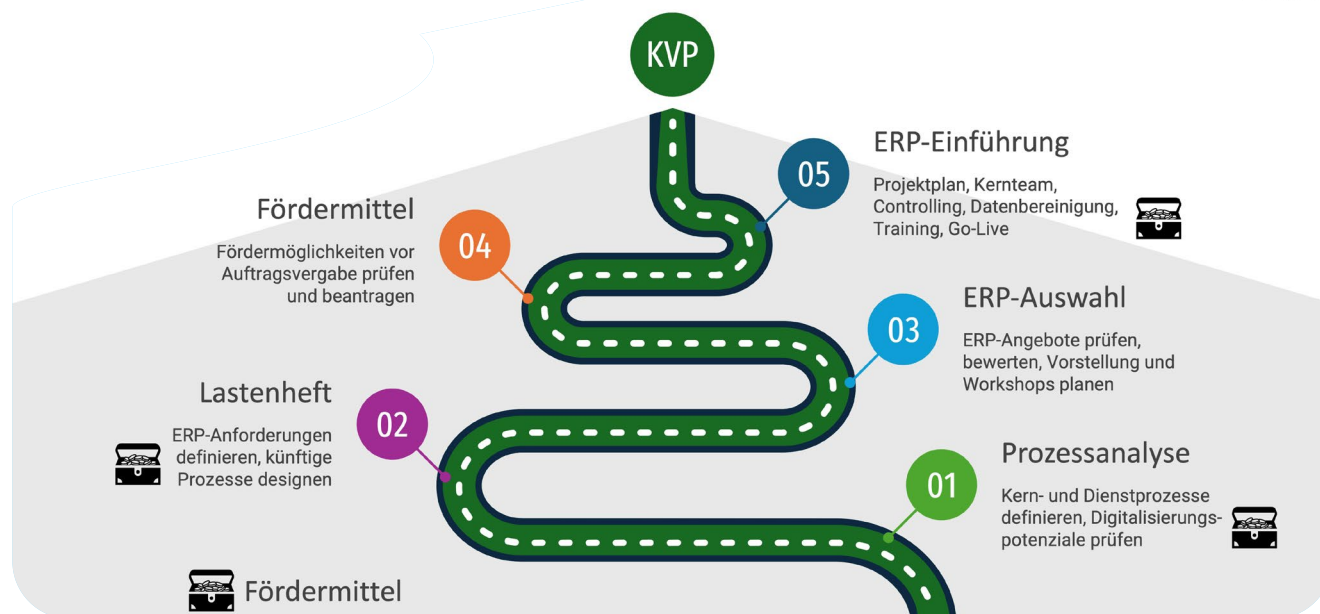 KVP
05
ERP-Einführung
Projektplan, Kernteam,
Controlling, Datenbereinigung,
Training, Go-Live
04
Fördermittel
Fördermöglichkeiten vor
Auftragsvergabe prüfen
und beantragen
03
ERP-Auswahl
ERP-Angebote prüfen,
bewerten, Vorstellung und
Workshops planen
02
Lastenheft
ERP-Anforderungen
definieren, künftige
Prozesse designen
01
Prozessanalyse
Kern- und Dienstprozesse
definieren, Digitalisierungs-
potenziale prüfen
Fördermittel